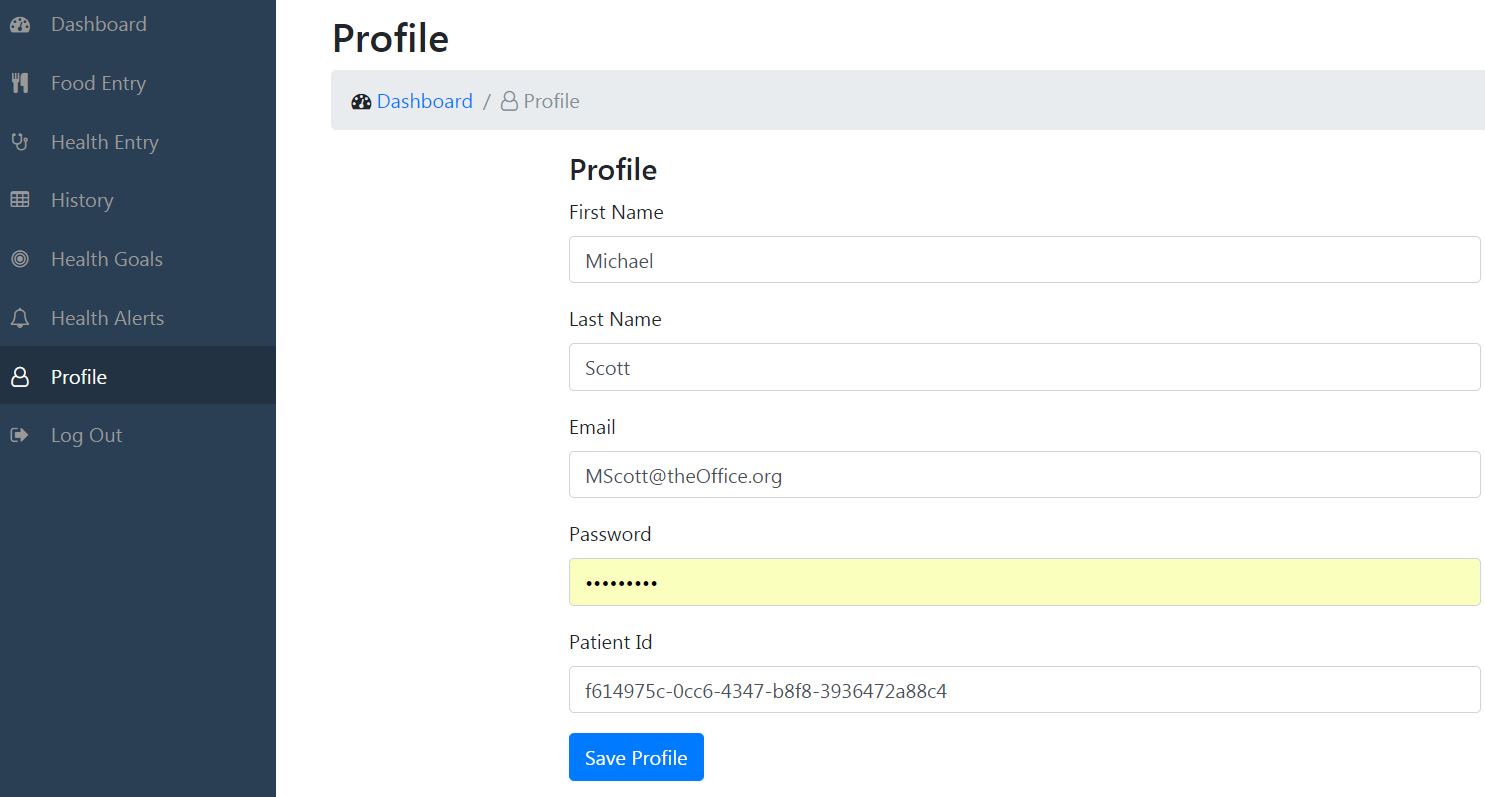 Dashboard
Food Entry
Health Entry
History
Health Goals
Health Alerts
Profile
Log Out
Profile
Dashboard / Profile
Profile
First Name
Michael
Last Name
Scott
Email
MScott@theOffice.org
Password
•••••••••
Patient Id
f614975c-0cc6-4347-b8f8-3936472a88c4
Save Profile